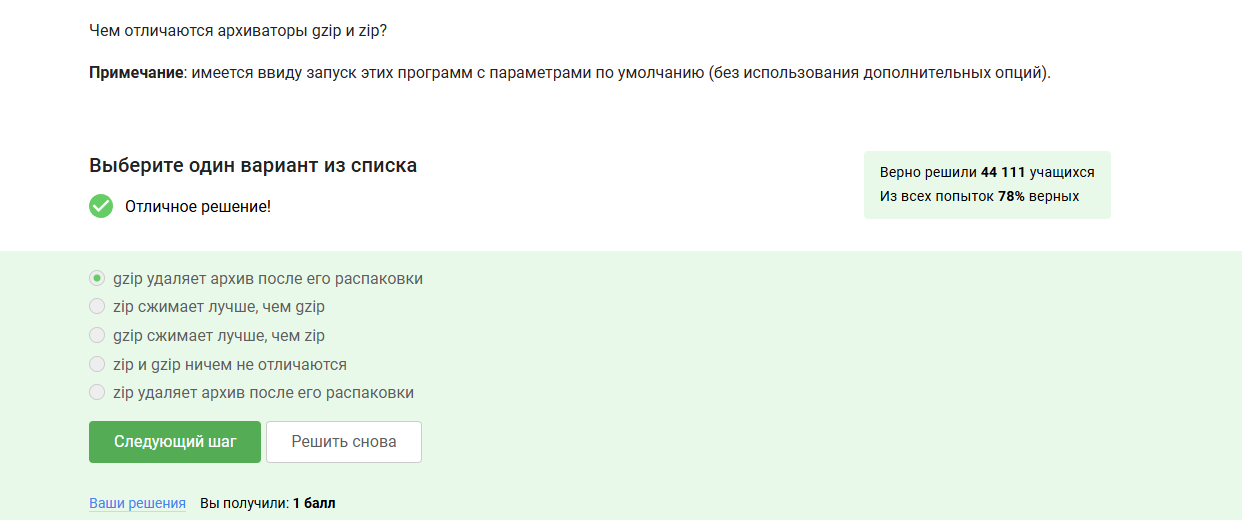 Чем отличаются архиваторы gzip и zip?
Примечание: имеется ввиду запуск этих программ с параметрами по умолчанию (без использования дополнительных опций).
Выберите один вариант из списка
Отличное решение!
Верно решили 44 111 учащихся
Из всех попыток 78% верных
gzip удаляет архив после его распаковки
zip сжимает лучше, чем gzip
gzip сжимает лучше, чем zip
zip и gzip ничем не отличаются
zip удаляет архив после его распаковки
Следующий шаг Решить снова
Ваши решения Вы получили: 1 балл